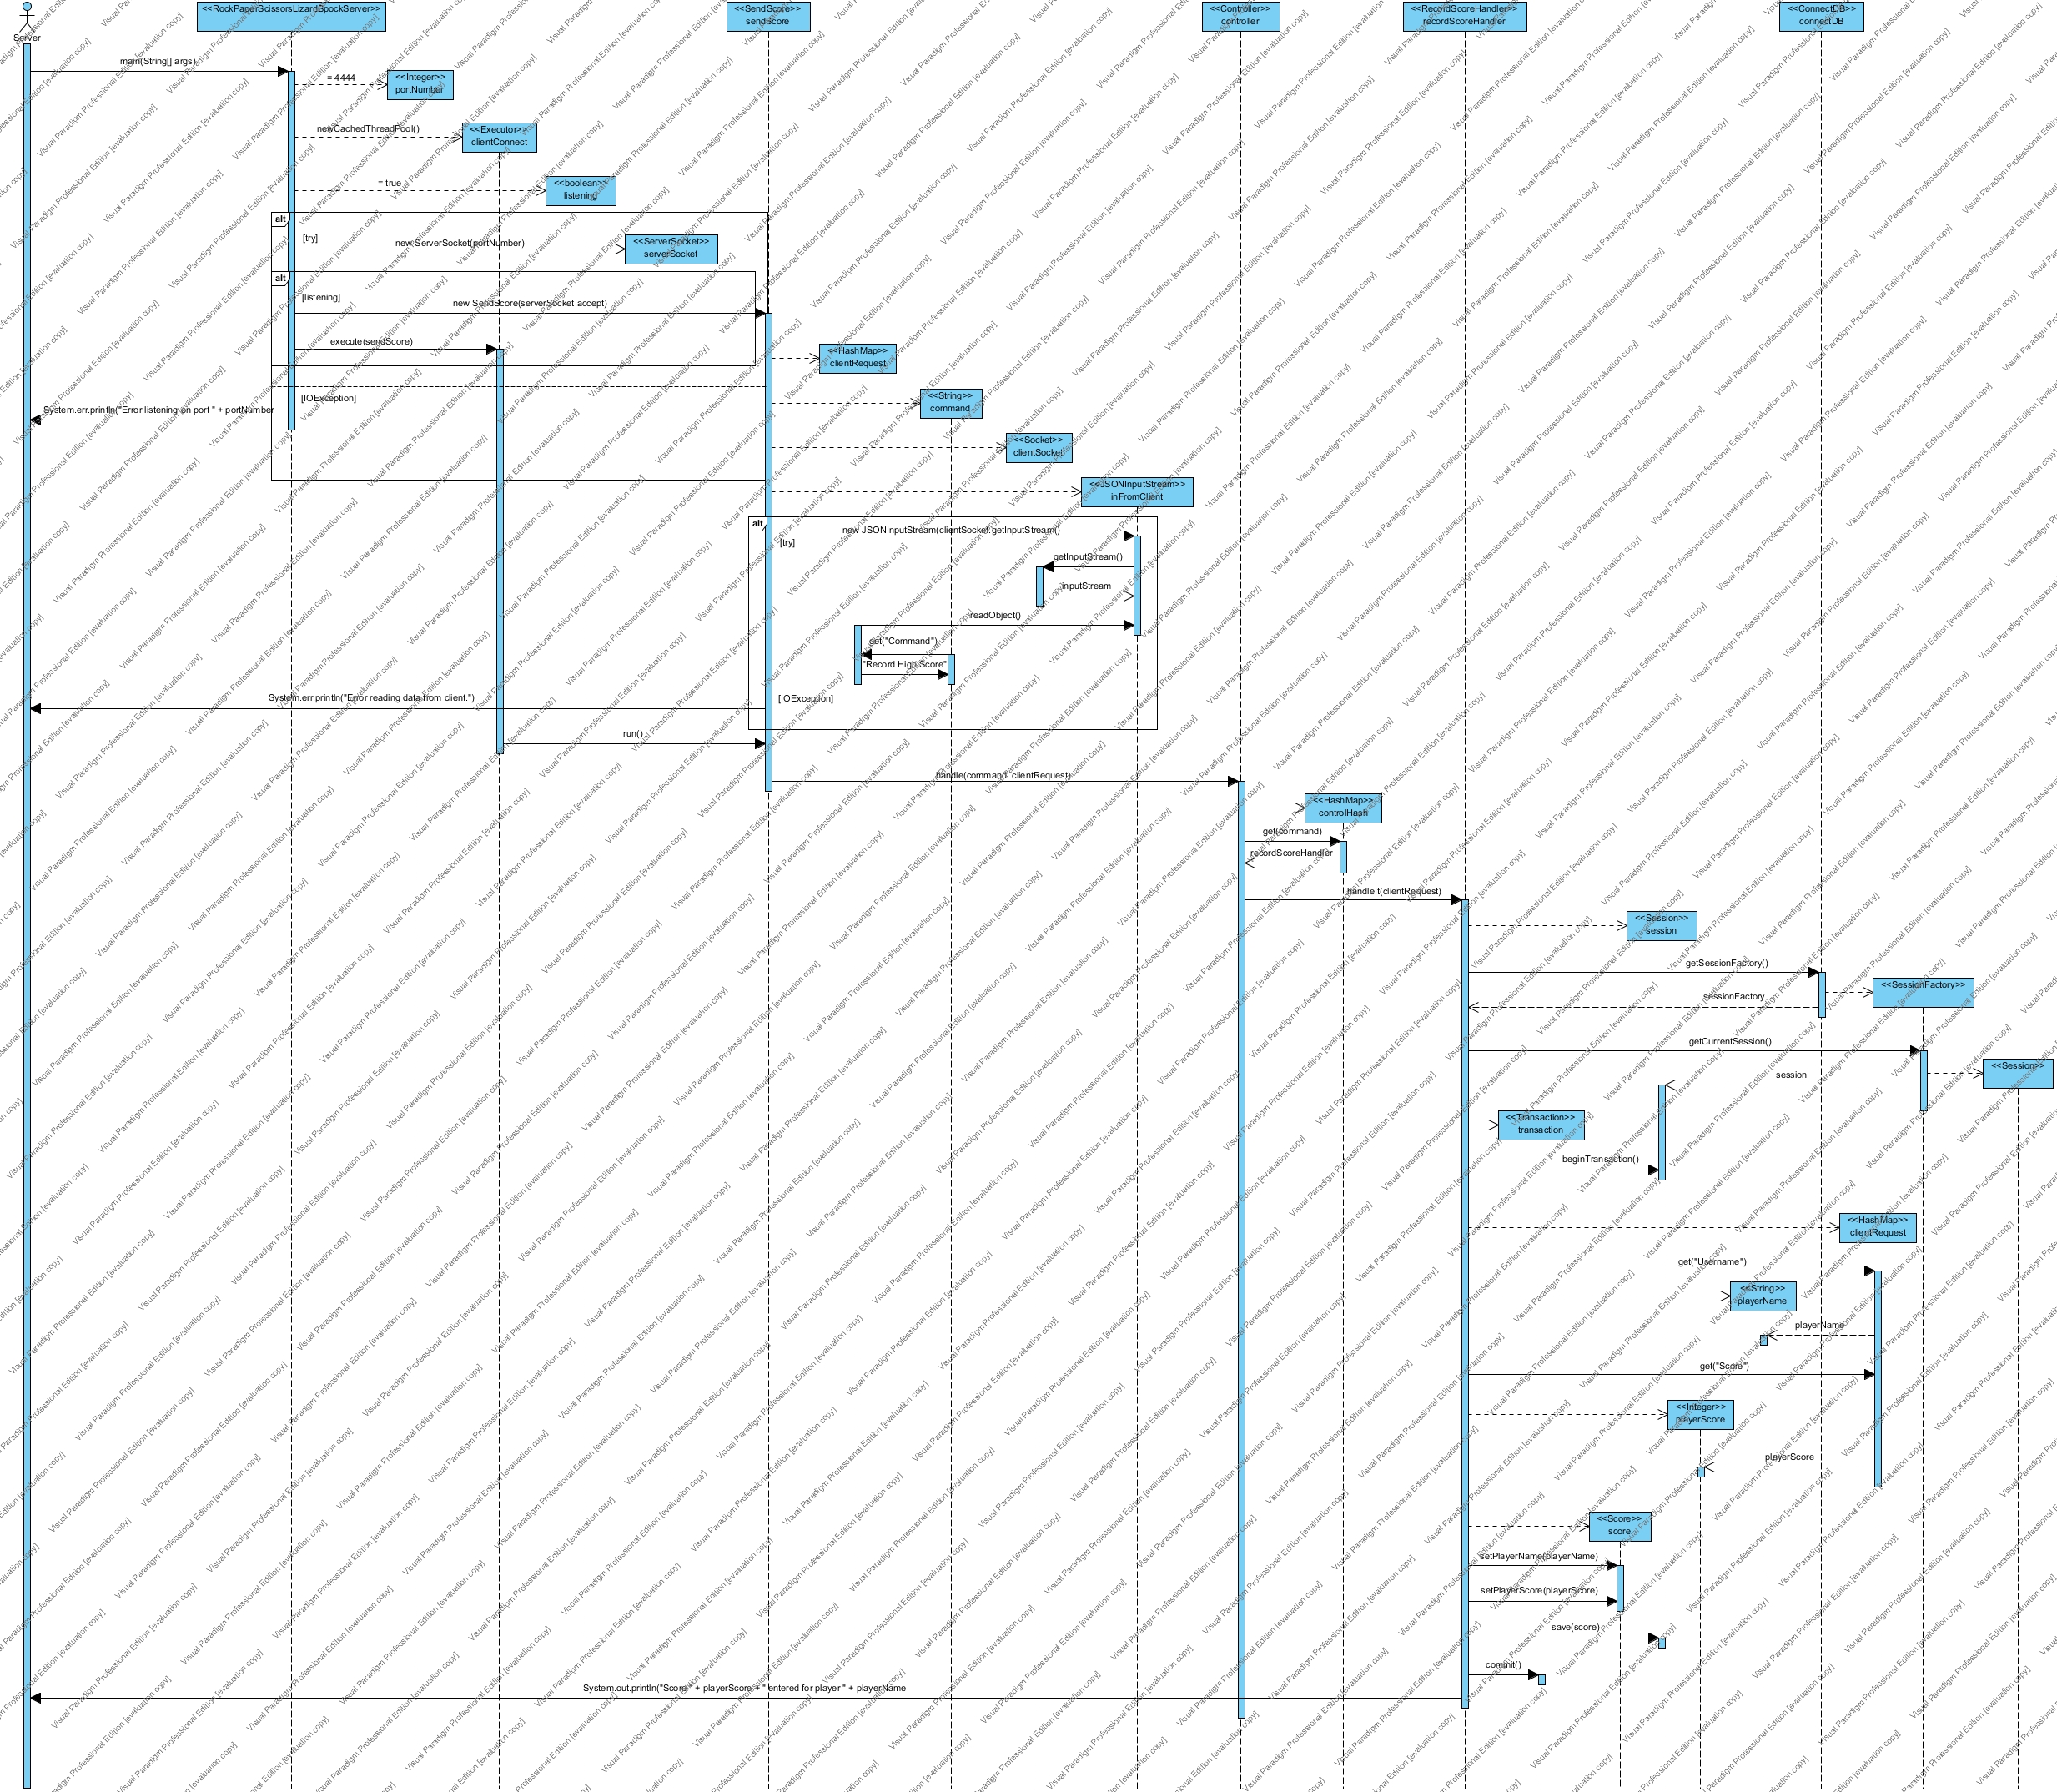 <<RockPaperScissorsLizardSpockServer>>
<<SendScore>>
sendScore
<<Controller>>
controller
<<RecordScoreHandler>>
recordScoreHandler
<<ConnectDB>>
connectDB
Server
main(String[] args)
= 4444
<<Integer>>
portNumber
newCachedThreadPool()
<<Executor>>
clientConnect
= true
<<boolean>>
listening
alt
[try]
new ServerSocket(portNumber)
<<ServerSocket>>
serverSocket
alt
[listening]
new SendScore(serverSocket.accept)
execute(sendScore)
<<HashMap>>
clientRequest
[IOException]
<<String>>
command
System.err.println("Error listening on port " + portNumber
<<Socket>>
clientSocket
<<JSONInputStream>>
inFromClient
alt
new JSONInputStream(clientSocket.getInputStream()
[try]
getInputStream()
inputStream
readObject()
get("Command")
"Record High Score"
System.err.println("Error reading data from client.")
[IOException]
run()
handle(command, clientRequest)
<<HashMap>>
controlHash
get(command)
recordScoreHandler
handleIt(clientRequest)
<<Session>>
session
getSessionFactory()
<<SessionFactory>>
sessionFactory
getCurrentSession()
<<Session>>
session
<<Transaction>>
transaction
beginTransaction()
<<HashMap>>
clientRequest
get("Username")
<<String>>
playerName
playerName
get("Score")
<<Integer>>
playerScore
playerScore
<<Score>>
score
setPlayerName(playerName)
setPlayerScore(playerScore)
save(score)
commit()
System.out.println("Score " + playerScore + " entered for player " + playerName
Visual Paradigm Professional Edition [evaluation copy]